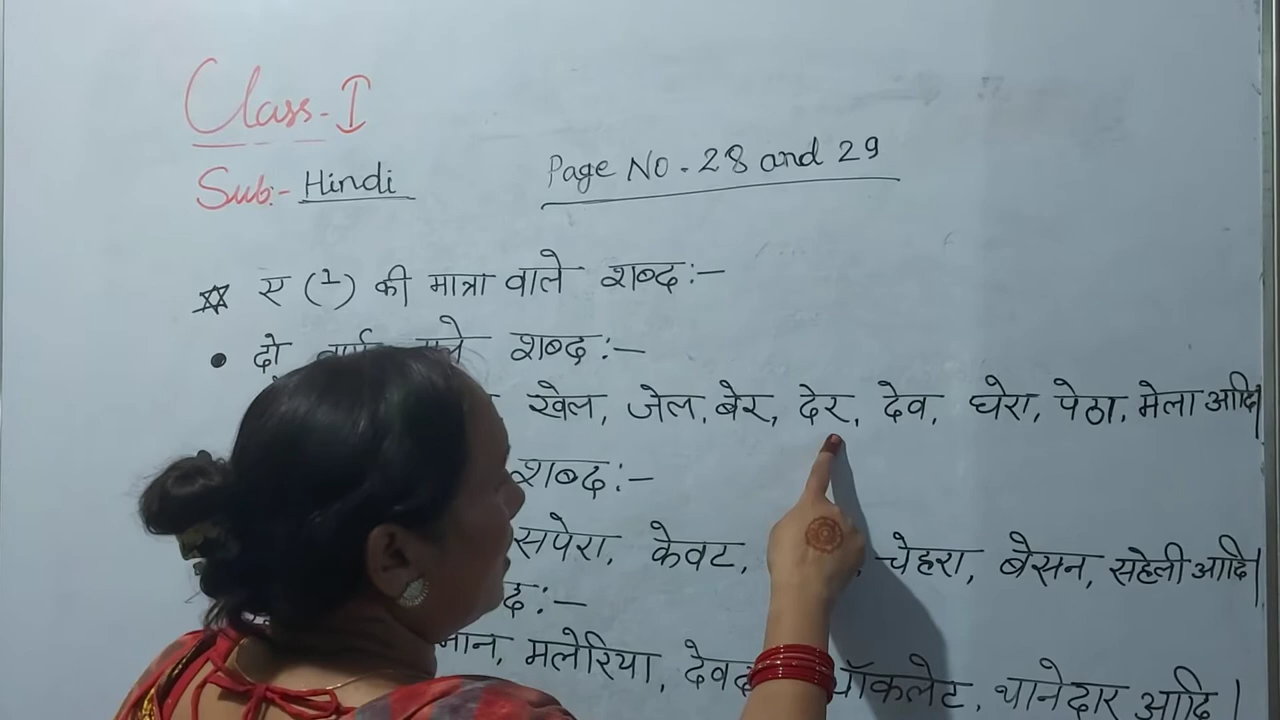 Class-I
Sub:- Hindi
Page No. - 28 and 29
ए (े) की मात्रा वाले शब्द:-
दो शब्द:-
खेल, जेल, बेर, देर, देव, घेरा, पेठा, मेला आदि।
शब्द:-
सपेरा, केवट, चेहरा, बेसन, सहेली आदि।
मलेरिया, थानेदार आदि।